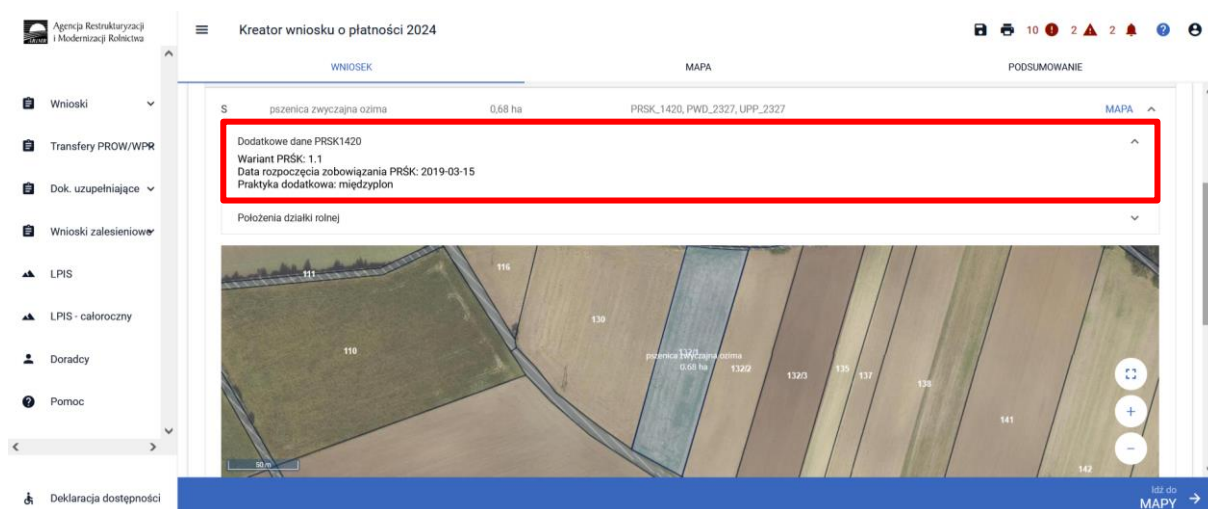 Agencja Restrukturyzacji
i Modernizacji Rolnictwa
Kreator wniosku o płatności 2024
10 2 2
WNIOSEK MAPA PODSUMOWANIE
Wnioski
Transfery PROW/WPR
Dok. uzupełniające
Wnioski zalesieniowe
LPIS
LPIS - całoroczny
Doradcy
Pomoc
Deklaracja dostępności
S pszenica zwyczajna ozima 0,68 ha PRSK_1420, PWD_2327, UPP_2327 MAPA
Dodatkowe dane PRSK1420
Wariant PRŚK: 1.1
Data rozpoczęcia zobowiązania PRŚK: 2019-03-15
Praktyka dodatkowa: międzyplon
Położenia działki rolnej
111
116
130
110
132/1
pszenica zwyczajna ozima
0.68 ha
132/2
132/3
135
137
138
141
142
50 m
Idź do
MAPY